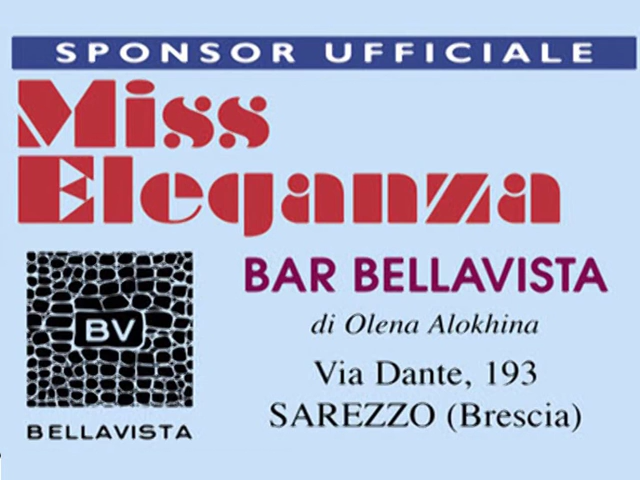 SPONSOR UFFICIALE
Miss
Eleganza
BAR BELLAVISTA
di Olena Alokhina
Via Dante, 193
SAREZZO (Brescia)
BV
BELLAVISTA